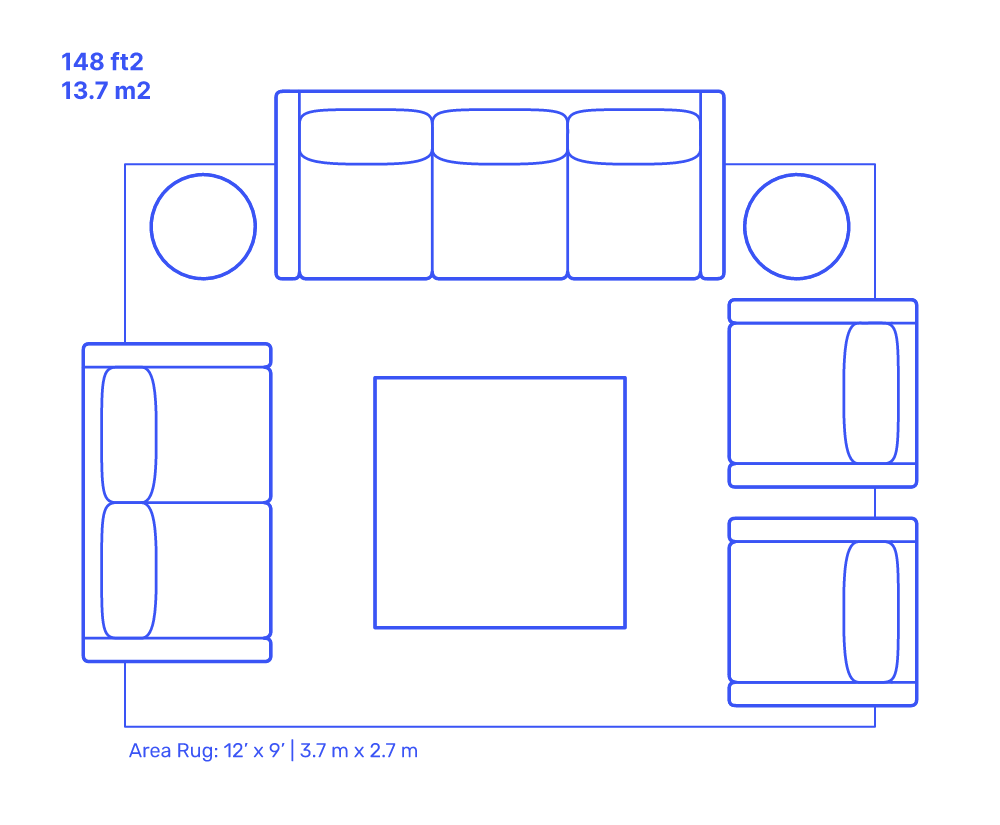 148 ft2
13.7 m2
Area Rug: 12′ x 9′ | 3.7 m x 2.7 m